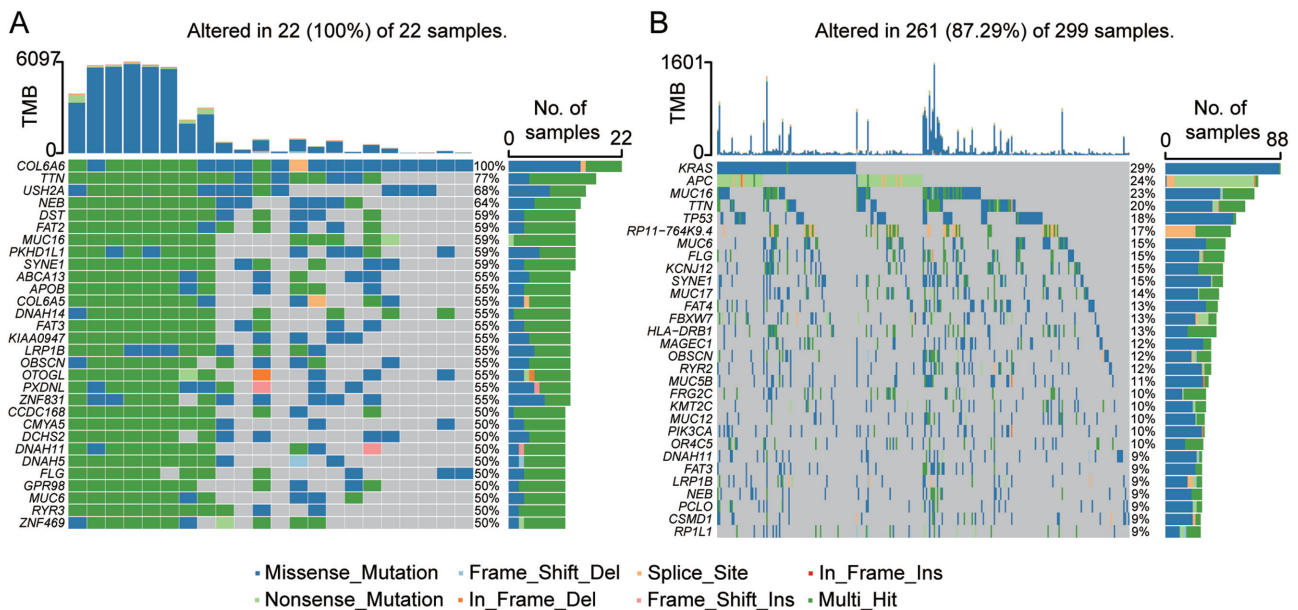 A
Altered in 22 (100%) of 22 samples.
6097
0
TMB
No. of
samples
0
22
COL6A6 100%
TTN 77%
USH2A 68%
NEB 64%
DST 59%
FAT2 59%
MUC16 59%
PKHD1L1 59%
SYNE1 59%
ABCA13 55%
APOB 55%
COL6A5 55%
DNAH14 55%
FAT3 55%
KIAA0947 55%
LRP1B 55%
OBSCN 55%
OTOGL 55%
PXDNL 55%
ZNF831 55%
CCDC168 50%
CMYA5 50%
DCHS2 50%
DNAH11 50%
DNAH5 50%
FLG 50%
GPR98 50%
MUC6 50%
RYR3 50%
ZNF469 50%
B
Altered in 261 (87.29%) of 299 samples.
1601
0
TMB
No. of
samples
0
88
KRAS 29%
APC 24%
MUC16 23%
TTN 20%
TP53 18%
RP11-764K9.4 17%
MUC6 15%
FLG 15%
KCNJ12 15%
SYNE1 15%
MUC17 14%
FAT4 13%
FBXW7 13%
HLA-DRB1 13%
MAGEC1 12%
OBSCN 12%
RYR2 12%
MUC5B 11%
FRG2C 10%
KMT2C 10%
MUC12 10%
PIK3CA 10%
OR4C5 10%
DNAH11 9%
FAT3 9%
LRP1B 9%
NEB 9%
PCLO 9%
CSMD1 9%
RP1L1 9%
Missense_Mutation Frame_Shift_Del Splice_Site In_Frame_Ins
Nonsense_Mutation In_Frame_Del Frame_Shift_Ins Multi_Hit